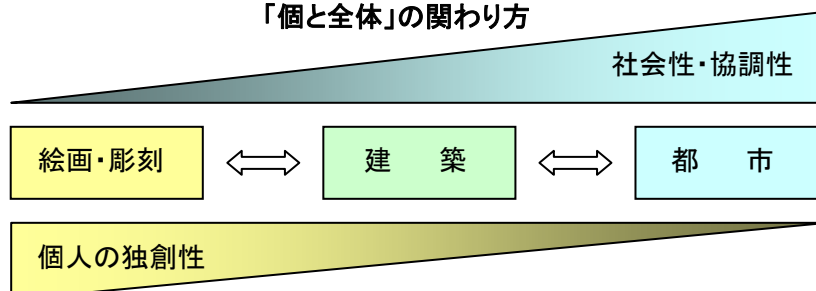 「個と全体」の関わり方
社会性・協調性
絵画・彫刻
建　築
都　市
個人の独創性